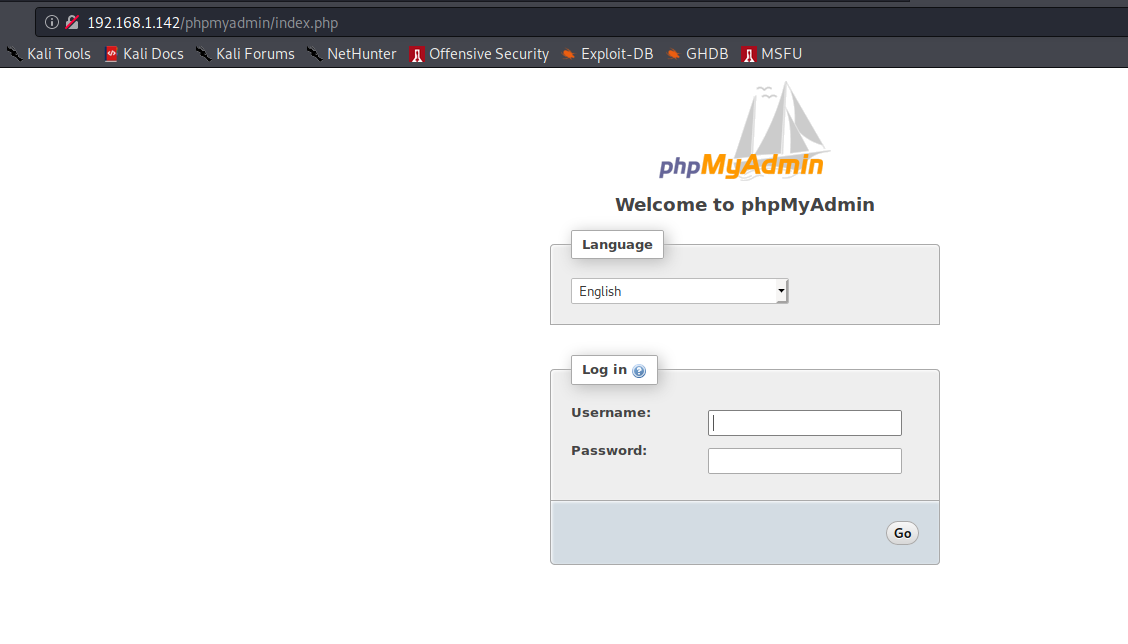 192.168.1.142/phpmyadmin/index.php
Kali Tools Kali Docs Kali Forums NetHunter Offensive Security Exploit-DB GHDB MSFU
phpMyAdmin
Welcome to phpMyAdmin
Language
English
Log in
Username:
Password:
Go